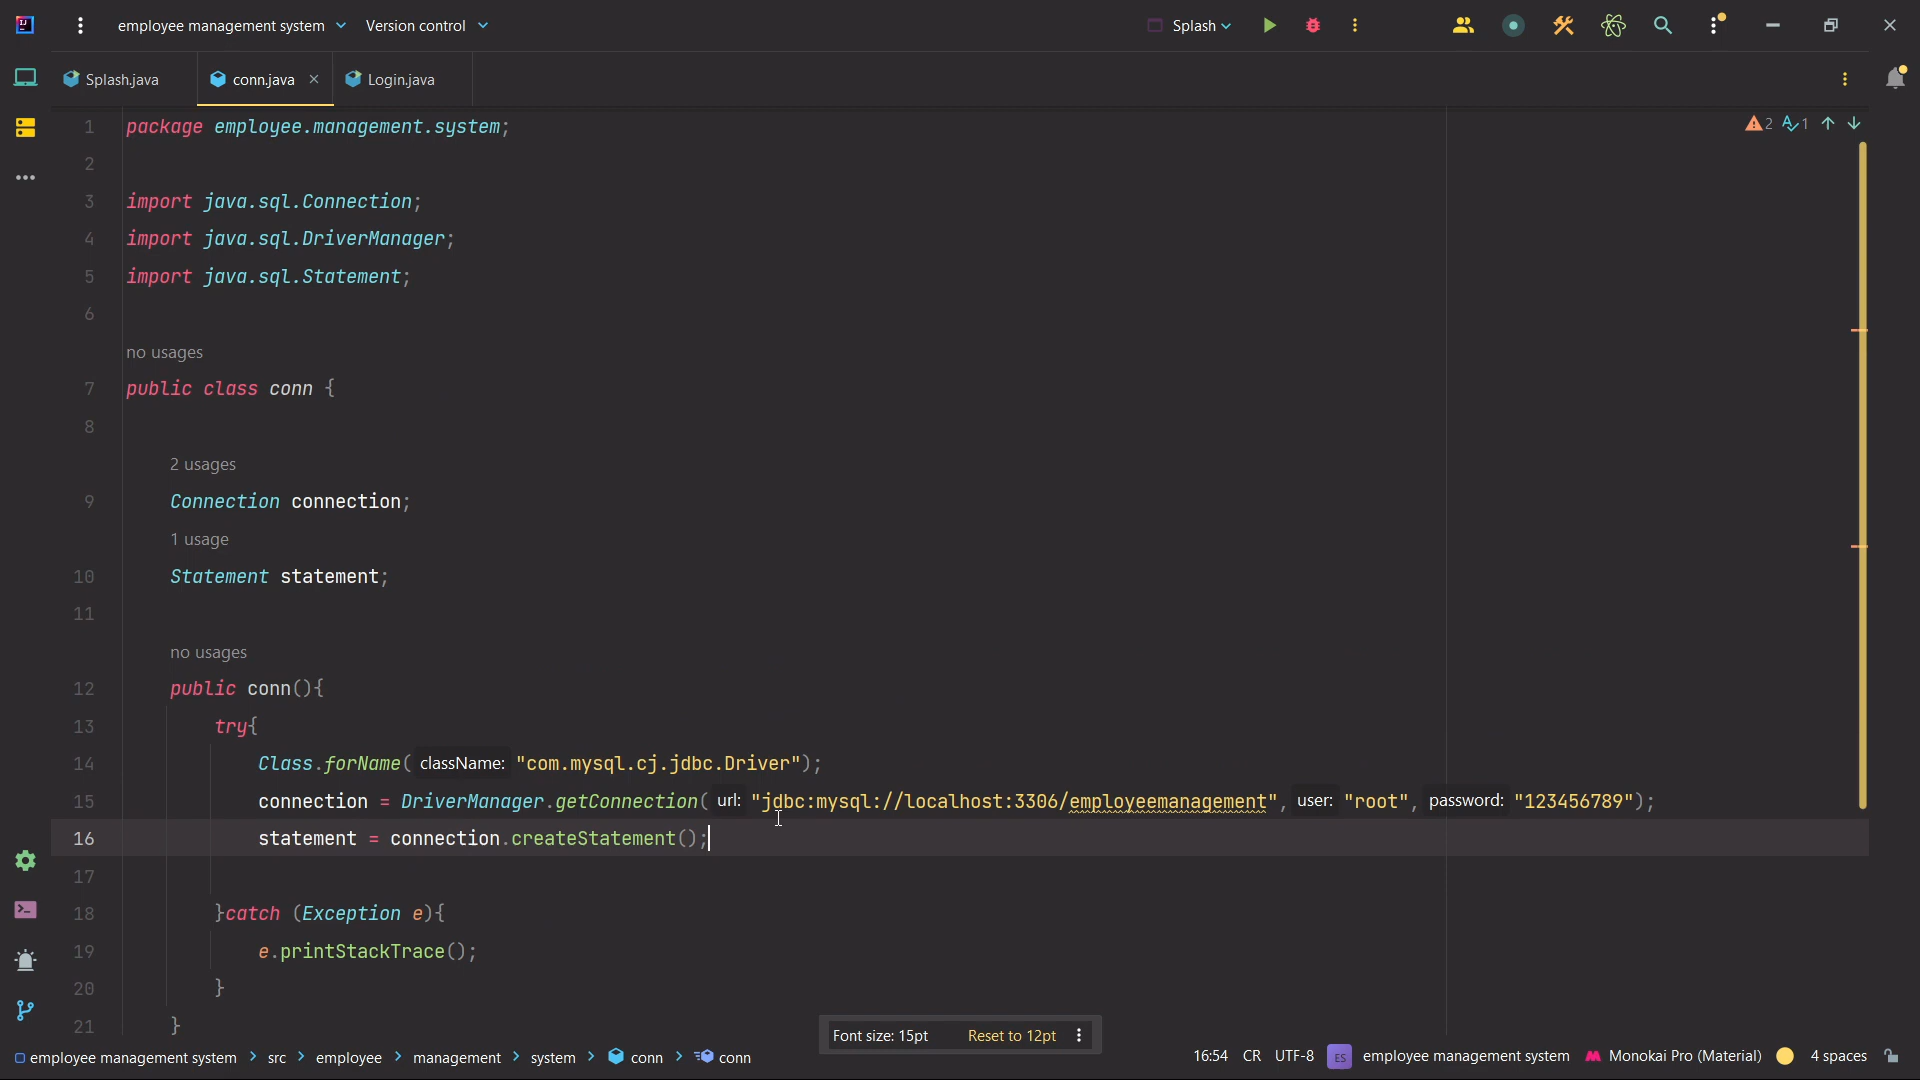 employee management system Version control Splash
Splash.java conn.java Login.java
1 package employee.management.system; 2 1
2
3 import java.sql.Connection;
4 import java.sql.DriverManager;
5 import java.sql.Statement;
6
no usages
7 public class conn {
8
2 usages
9 Connection connection;
1 usage
10 Statement statement;
11
no usages
12 public conn(){
13 try{
14 Class.forName( className: "com.mysql.cj.jdbc.Driver");
15 connection = DriverManager.getConnection( url: "jdbc:mysql://localhost:3306/employeemanagement", user: "root", password: "123456789");
16 statement = connection.createStatement();
17
18 }catch (Exception e){
19 e.printStackTrace();
20 }
21 }
Font size: 15pt Reset to 12pt
employee management system > src > employee > management > system > conn > conn 16:54 CR UTF-8 ES employee management system Monokai Pro (Material) 4 spaces